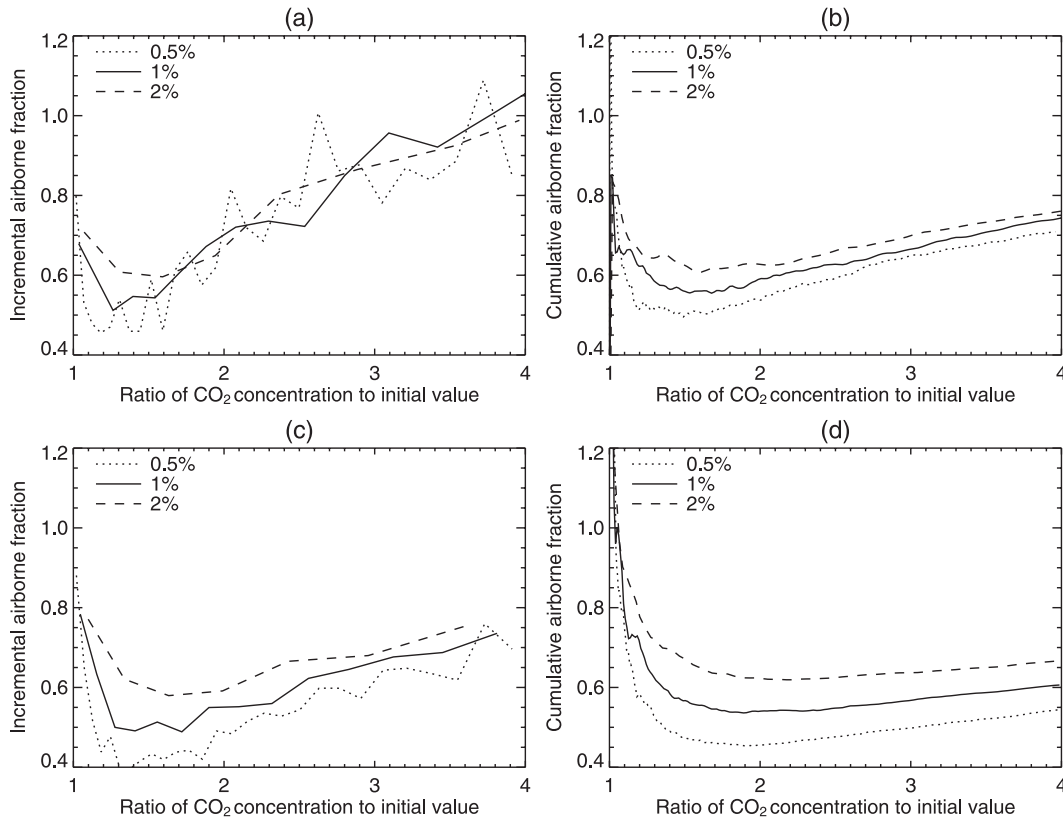 (a)
0.5%
1%
2%
Incremental airborne fraction
1.2
1.0
0.8
0.6
0.4
1 2 3 4
Ratio of CO₂ concentration to initial value
(b)
0.5%
1%
2%
Cumulative airborne fraction
1.2
1.0
0.8
0.6
0.4
1 2 3 4
Ratio of CO₂ concentration to initial value
(c)
0.5%
1%
2%
Incremental airborne fraction
1.2
1.0
0.8
0.6
0.4
1 2 3 4
Ratio of CO₂ concentration to initial value
(d)
0.5%
1%
2%
Cumulative airborne fraction
1.2
1.0
0.8
0.6
0.4
1 2 3 4
Ratio of CO₂ concentration to initial value